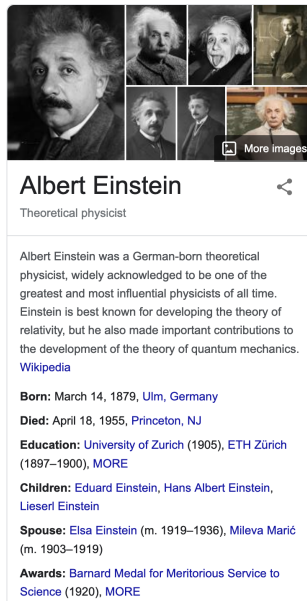 More images
Albert Einstein
Theoretical physicist
Albert Einstein was a German-born theoretical
physicist, widely acknowledged to be one of the
greatest and most influential physicists of all time.
Einstein is best known for developing the theory of
relativity, but he also made important contributions to
the development of the theory of quantum mechanics.
Wikipedia
Born: March 14, 1879, Ulm, Germany
Died: April 18, 1955, Princeton, NJ
Education: University of Zurich (1905), ETH Zürich
(1897–1900), MORE
Children: Eduard Einstein, Hans Albert Einstein,
Lieserl Einstein
Spouse: Elsa Einstein (m. 1919–1936), Mileva Marić
(m. 1903–1919)
Awards: Barnard Medal for Meritorious Service to
Science (1920), MORE